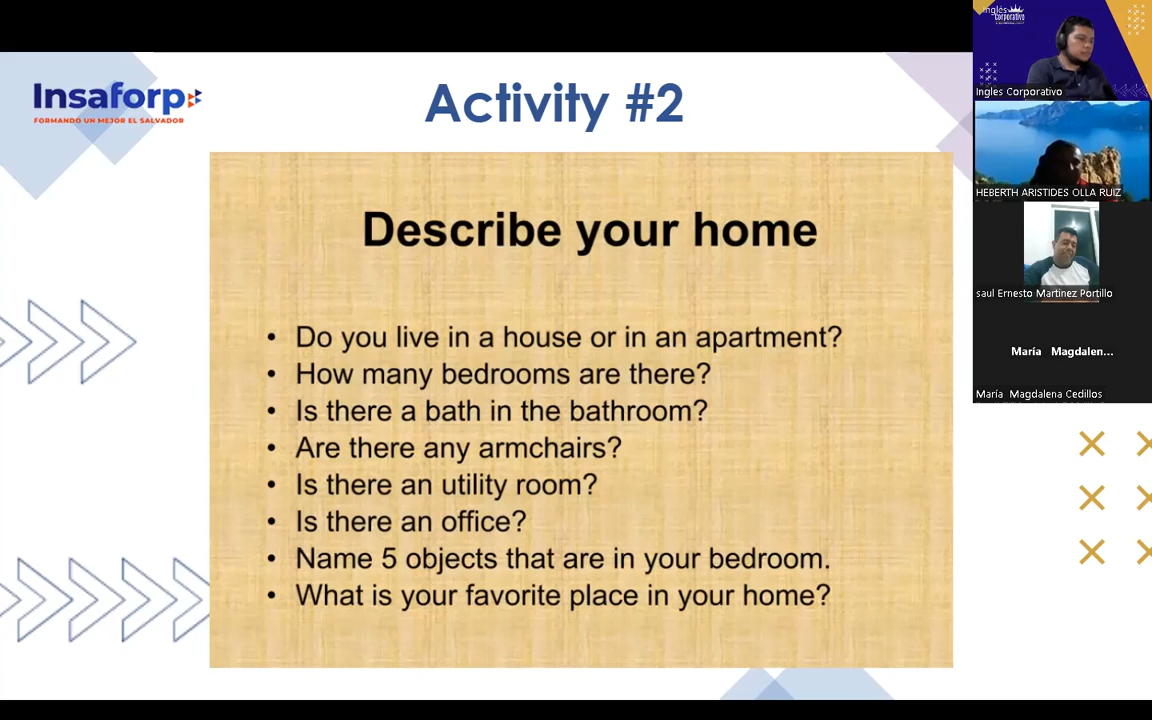 Insaforp
FORMANDO UN MEJOR EL SALVADOR
Activity #2
Describe your home
• Do you live in a house or in an apartment?
• How many bedrooms are there?
• Is there a bath in the bathroom?
• Are there any armchairs?
• Is there an utility room?
• Is there an office?
• Name 5 objects that are in your bedroom.
• What is your favorite place in your home?
Inglés
corporativo
Ingles Corporativo
HEBERTH ARISTIDES OLLA RUIZ
saul Ernesto Martinez Portillo
María Magdalen...
María Magdalena Cedillos